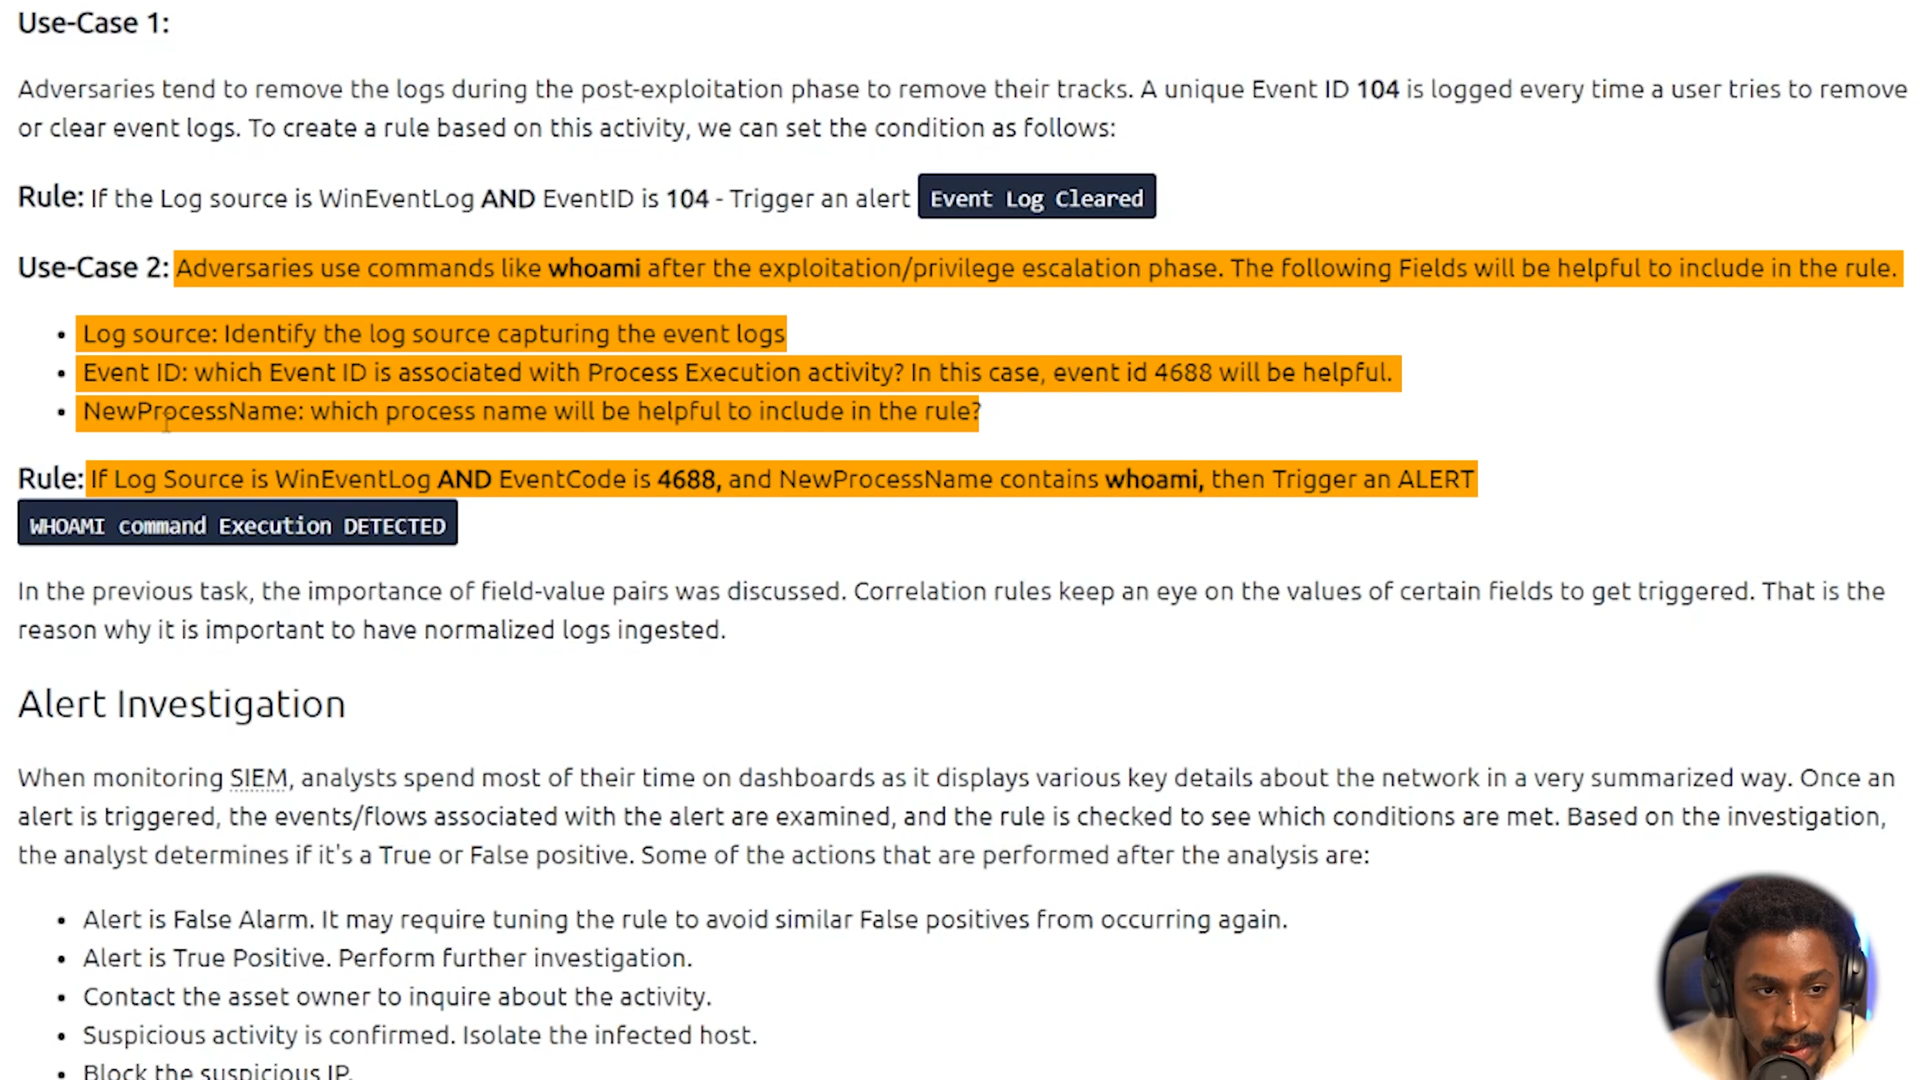 Use-Case 1:
Adversaries tend to remove the logs during the post-exploitation phase to remove their tracks. A unique Event ID 104 is logged every time a user tries to remove
or clear event logs. To create a rule based on this activity, we can set the condition as follows:
Rule: If the Log source is WinEventLog AND EventID is 104 - Trigger an alert Event Log Cleared
Use-Case 2: Adversaries use commands like whoami after the exploitation/privilege escalation phase. The following Fields will be helpful to include in the rule.
• Log source: Identify the log source capturing the event logs
• Event ID: which Event ID is associated with Process Execution activity? In this case, event id 4688 will be helpful.
• NewProcessName: which process name will be helpful to include in the rule?
Rule: If Log Source is WinEventLog AND EventCode is 4688, and NewProcessName contains whoami, then Trigger an ALERT
WHOAMI command Execution DETECTED
In the previous task, the importance of field-value pairs was discussed. Correlation rules keep an eye on the values of certain fields to get triggered. That is the
reason why it is important to have normalized logs ingested.
Alert Investigation
When monitoring SIEM, analysts spend most of their time on dashboards as it displays various key details about the network in a very summarized way. Once an
alert is triggered, the events/flows associated with the alert are examined, and the rule is checked to see which conditions are met. Based on the investigation,
the analyst determines if it's a True or False positive. Some of the actions that are performed after the analysis are:
• Alert is False Alarm. It may require tuning the rule to avoid similar False positives from occurring again.
• Alert is True Positive. Perform further investigation.
• Contact the asset owner to inquire about the activity.
• Suspicious activity is confirmed. Isolate the infected host.
• Block the suspicious IP.